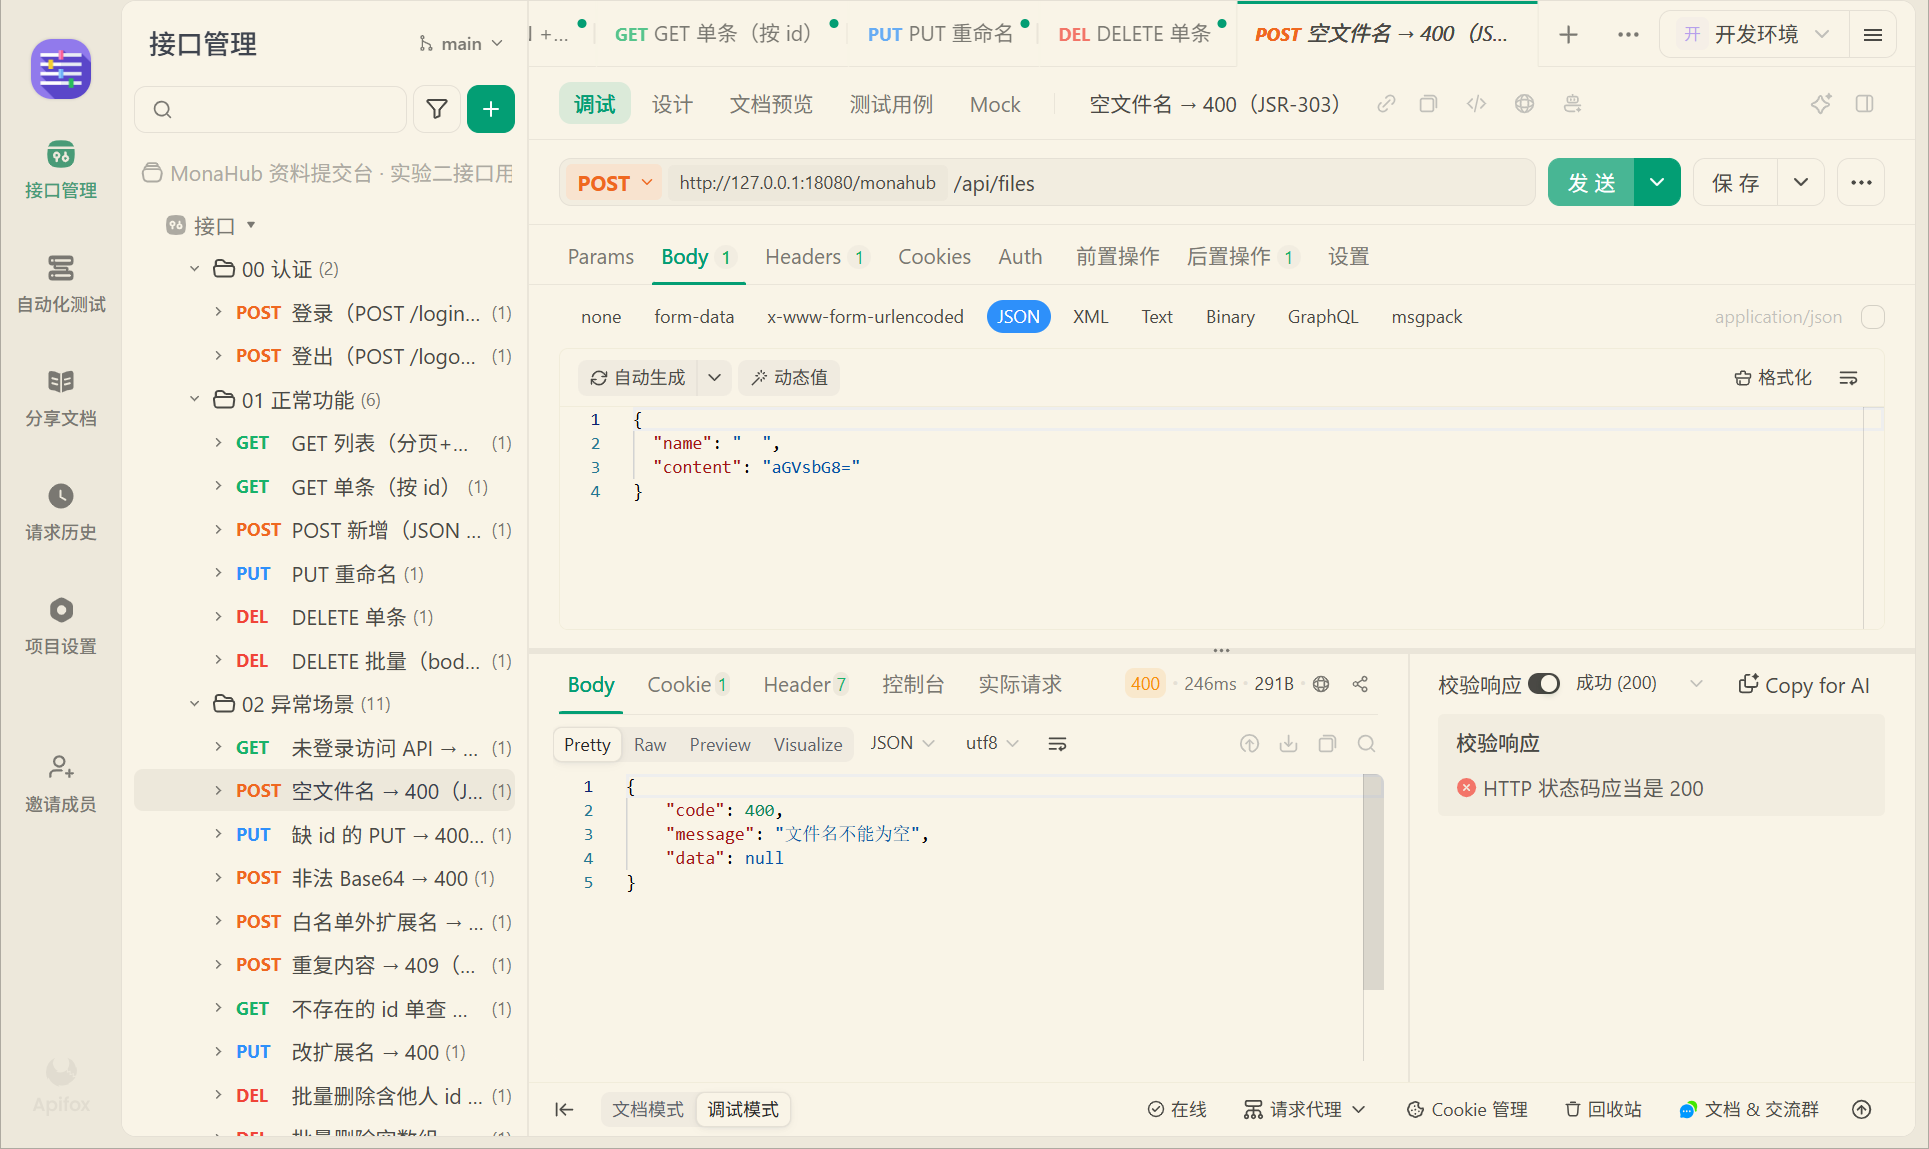 接口管理
自动化测试
分享文档
请求历史
项目设置
邀请成员
Apifox
接口管理
main
MonaHub 资料提交台 · 实验二接口用
接口
00 认证 (2)
POST 登录（POST /login... (1)
POST 登出（POST /logo... (1)
01 正常功能 (6)
GET GET 列表（分页+... (1)
GET GET 单条（按 id） (1)
POST POST 新增（JSON ... (1)
PUT PUT 重命名 (1)
DEL DELETE 单条 (1)
DEL DELETE 批量（bod... (1)
02 异常场景 (11)
GET 未登录访问 API → ... (1)
POST 空文件名 → 400（J... (1)
PUT 缺 id 的 PUT → 400... (1)
POST 非法 Base64 → 400 (1)
POST 白名单外扩展名 → ... (1)
POST 重复内容 → 409（... (1)
GET 不存在的 id 单查 ... (1)
PUT 改扩展名 → 400 (1)
DEL 批量删除含他人 id ... (1)
+...
GET GET 单条（按 id）
PUT PUT 重命名
DEL DELETE 单条
POST 空文件名 → 400（JS...
开 开发环境
调试 设计 文档预览 测试用例 Mock
空文件名 → 400（JSR-303）
POST http://127.0.0.1:18080/monahub /api/files
发送
保存
Params Body 1 Headers 1 Cookies Auth 前置操作 后置操作 1 设置
none form-data x-www-form-urlencoded JSON XML Text Binary GraphQL msgpack
application/json
自动生成 动态值 格式化
1 {
2 "name": "  ",
3 "content": "aGVsbG8="
4 }
Body Cookie 1 Header 7 控制台 实际请求
400 · 246ms · 291B
Pretty Raw Preview Visualize JSON utf8
1 {
2 "code": 400,
3 "message": "文件名不能为空",
4 "data": null
5 }
校验响应 成功 (200) Copy for AI
校验响应
HTTP 状态码应当是 200
文档模式 调试模式
在线 请求代理 Cookie 管理 回收站 文档 & 交流群